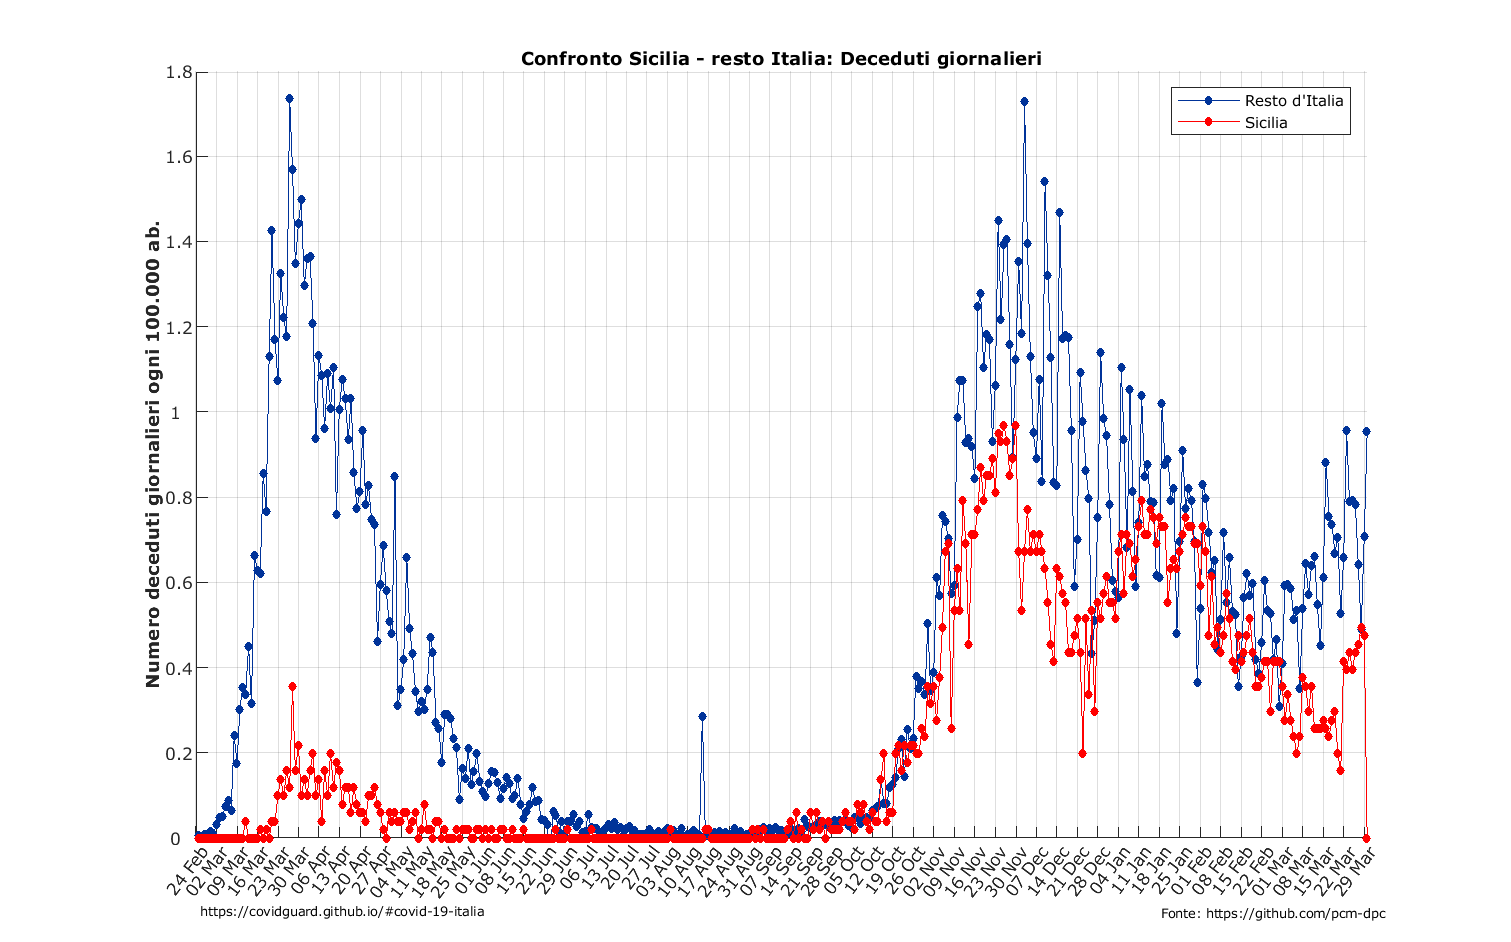 Confronto Sicilia - resto Italia: Deceduti giornalieri
Numero deceduti giornalieri ogni 100.000 ab.
1.8
1.6
1.4
1.2
1
0.8
0.6
0.4
0.2
0
Resto d'Italia
Sicilia
24 Feb
02 Mar
09 Mar
16 Mar
23 Mar
30 Mar
06 Apr
13 Apr
20 Apr
27 Apr
04 May
11 May
18 May
25 May
01 Jun
08 Jun
15 Jun
22 Jun
29 Jun
06 Jul
13 Jul
20 Jul
27 Jul
03 Aug
10 Aug
17 Aug
24 Aug
31 Aug
07 Sep
14 Sep
21 Sep
28 Sep
05 Oct
12 Oct
19 Oct
26 Oct
02 Nov
09 Nov
16 Nov
23 Nov
30 Nov
07 Dec
14 Dec
21 Dec
28 Dec
04 Jan
11 Jan
18 Jan
25 Jan
01 Feb
08 Feb
15 Feb
22 Feb
01 Mar
08 Mar
15 Mar
22 Mar
29 Mar
https://covidguard.github.io/#covid-19-italia
Fonte: https://github.com/pcm-dpc